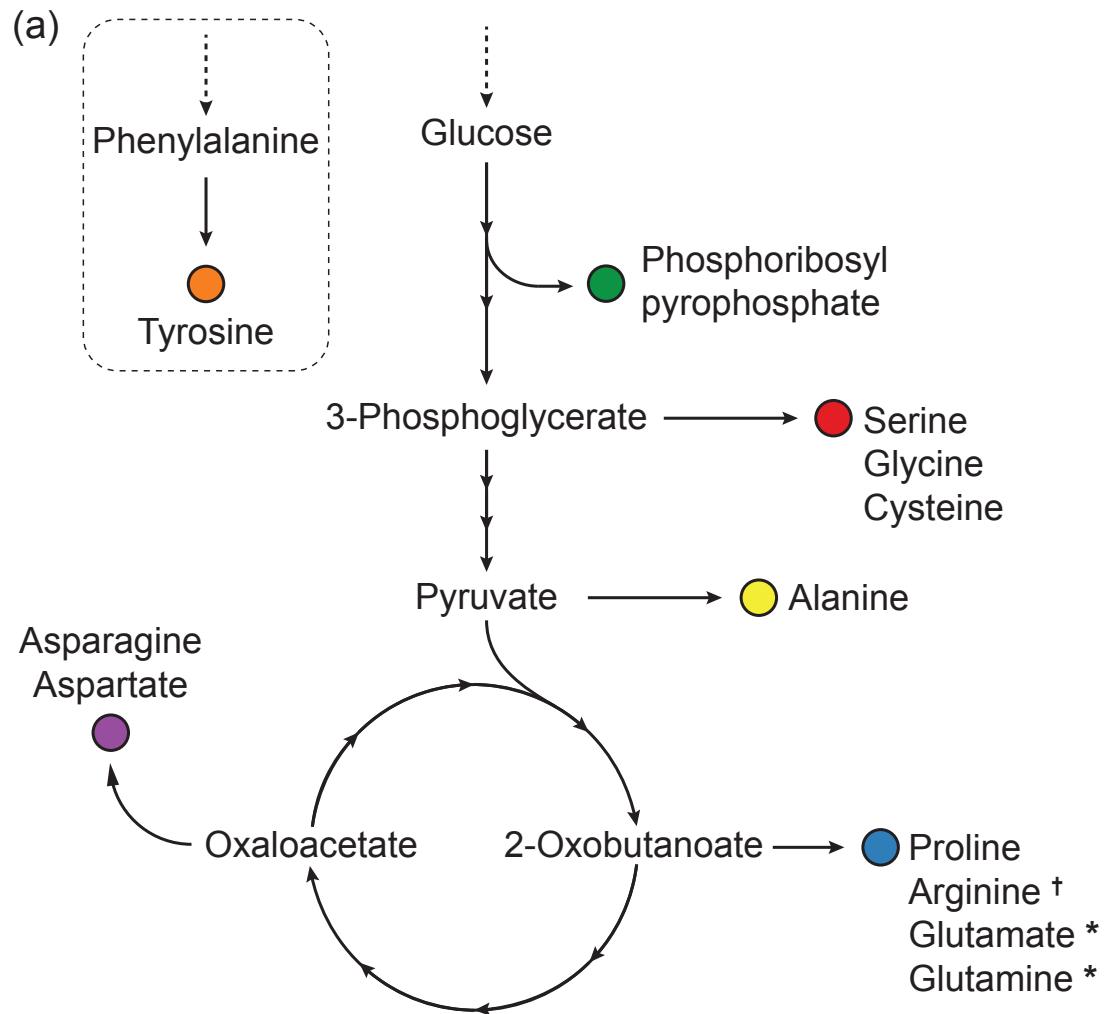 (a)
Phenylalanine
Tyrosine
Glucose
Phosphoribosyl
pyrophosphate
3-Phosphoglycerate
Serine
Glycine
Cysteine
Pyruvate
Alanine
Asparagine
Aspartate
Oxaloacetate
2-Oxobutanoate
Proline
Arginine †
Glutamate *
Glutamine *